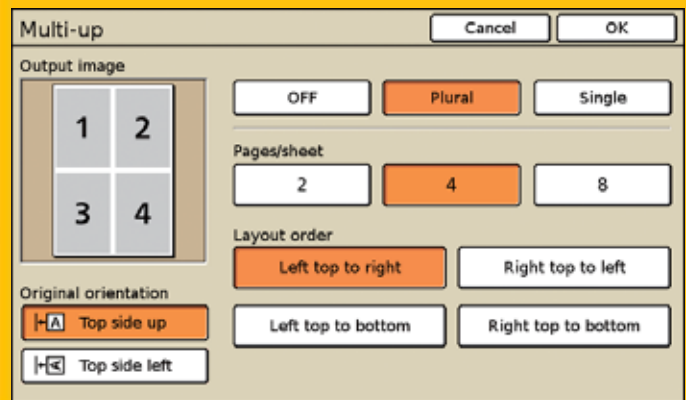 Multi-up Cancel OK
Output image
OFF Plural Single
1 2
3 4
Pages/sheet
2 4 8
Layout order
Left top to right Right top to left
Left top to bottom Right top to bottom
Original orientation
A Top side up
A Top side left